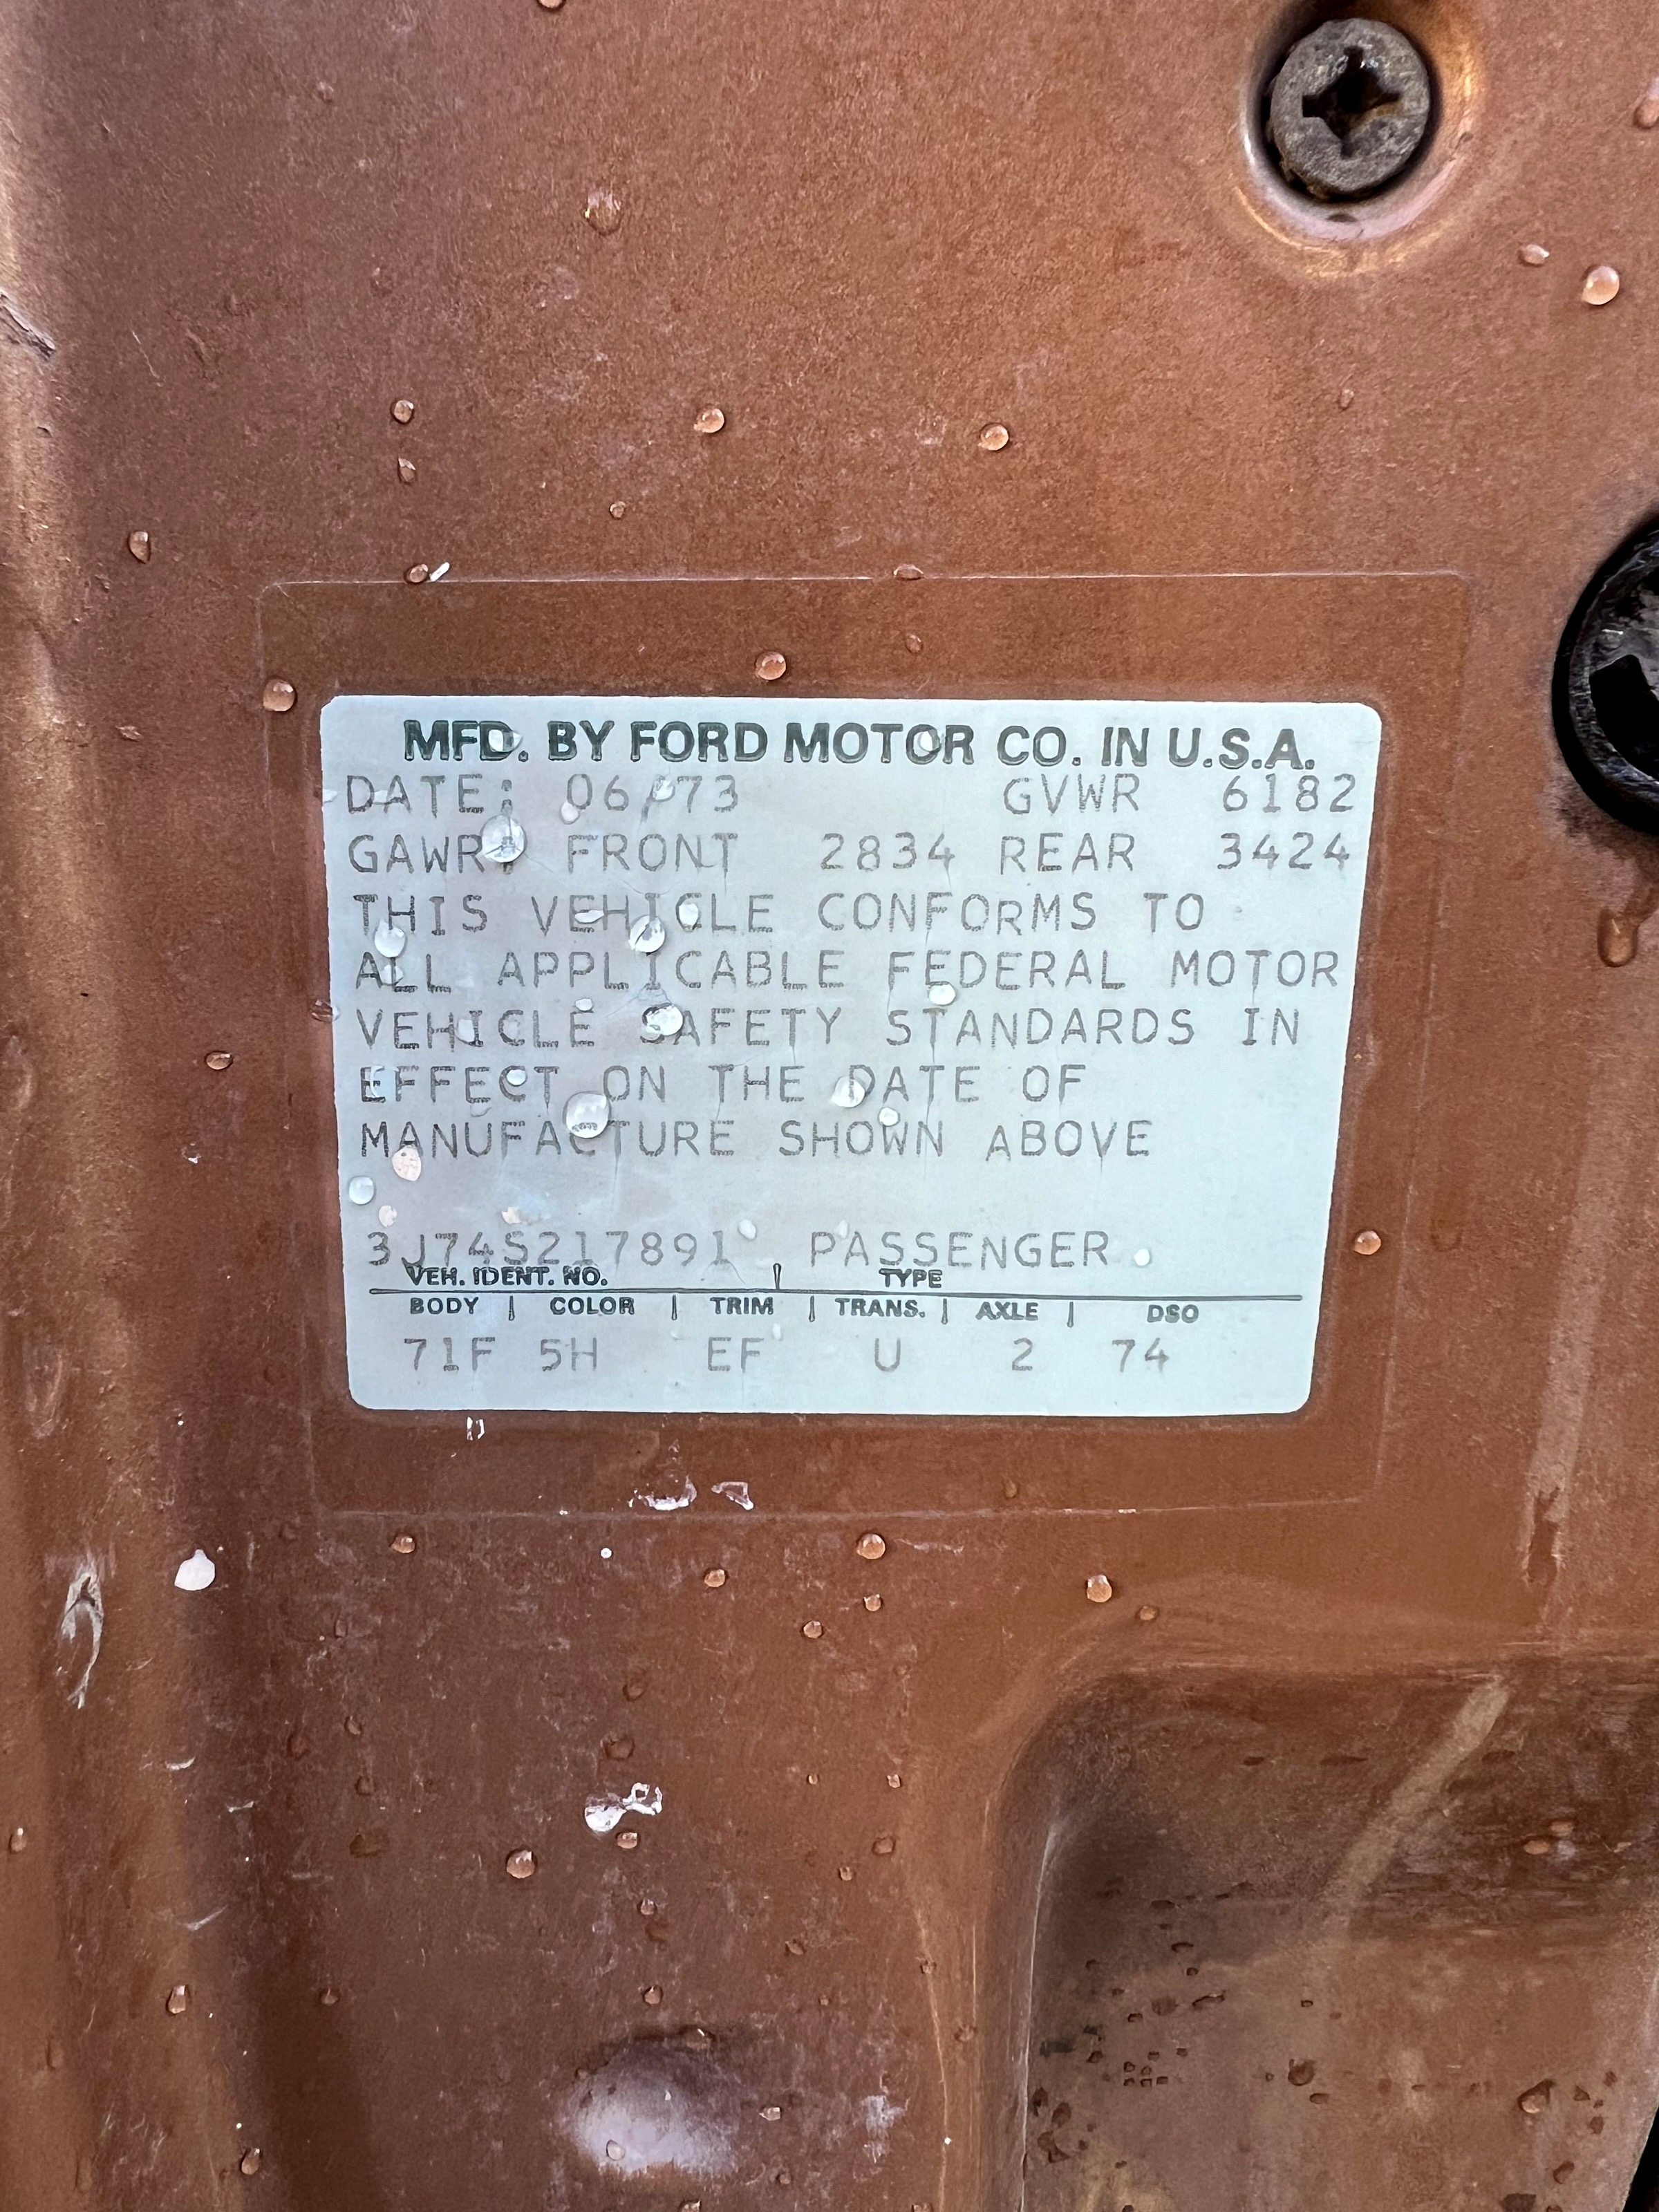 MFD. BY FORD MOTOR CO. IN U.S.A.
DATE: 06/73 GVWR 6182
GAWR: FRONT 2834 REAR 3424
THIS VEHICLE CONFORMS TO
ALL APPLICABLE FEDERAL MOTOR
VEHICLE SAFETY STANDARDS IN
EFFECT ON THE DATE OF
MANUFACTURE SHOWN ABOVE
3J74S217891 PASSENGER
VEH. IDENT. NO. | TYPE
BODY | COLOR | TRIM | TRANS. | AXLE | DSO
71F 5H EF U 2 74